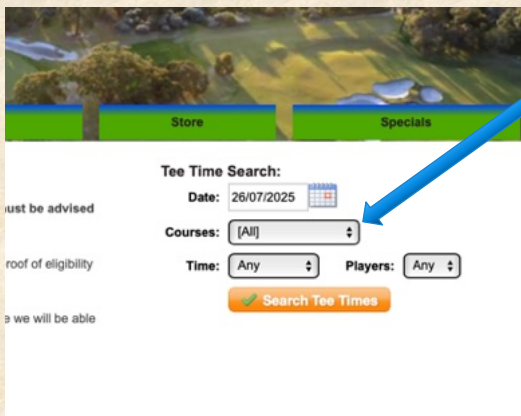 Store
Specials
Tee Time Search:
must be advised
Date: 26/07/2025
Courses: [All]
roof of eligibility
Time: Any Players: Any
Search Tee Times
e we will be able